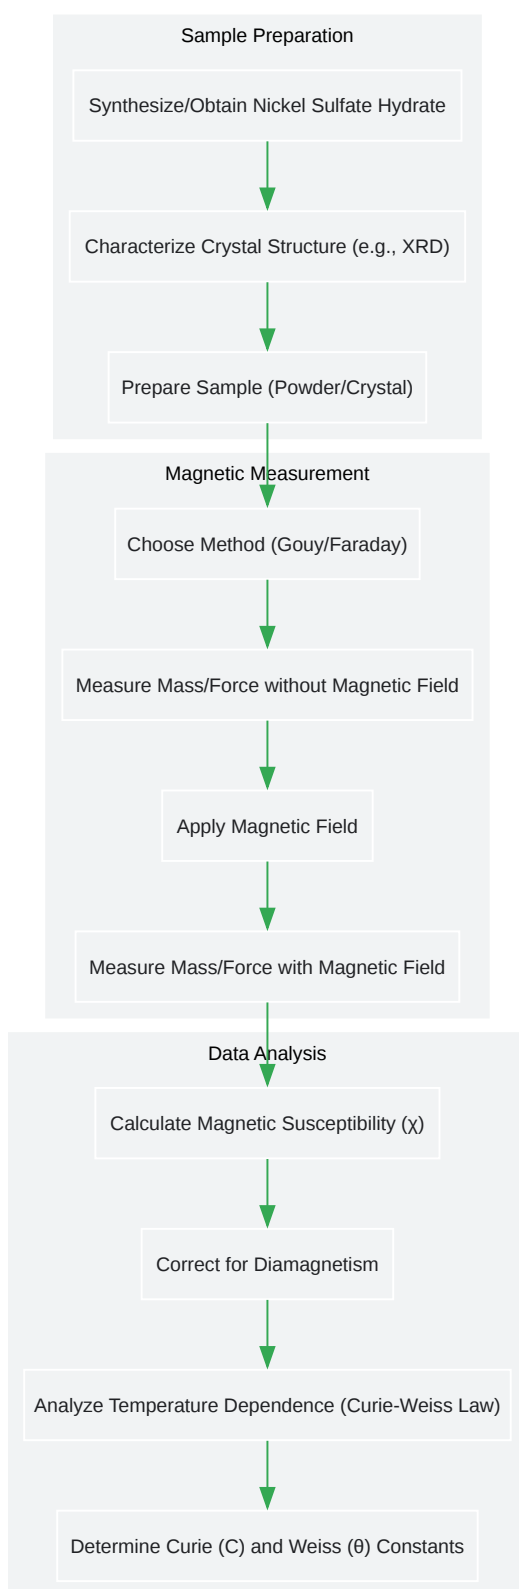 Sample Preparation
Synthesize/Obtain Nickel Sulfate Hydrate
Characterize Crystal Structure (e.g., XRD)
Prepare Sample (Powder/Crystal)
Magnetic Measurement
Choose Method (Gouy/Faraday)
Measure Mass/Force without Magnetic Field
Apply Magnetic Field
Measure Mass/Force with Magnetic Field
Data Analysis
Calculate Magnetic Susceptibility (χ)
Correct for Diamagnetism
Analyze Temperature Dependence (Curie-Weiss Law)
Determine Curie (C) and Weiss (θ) Constants